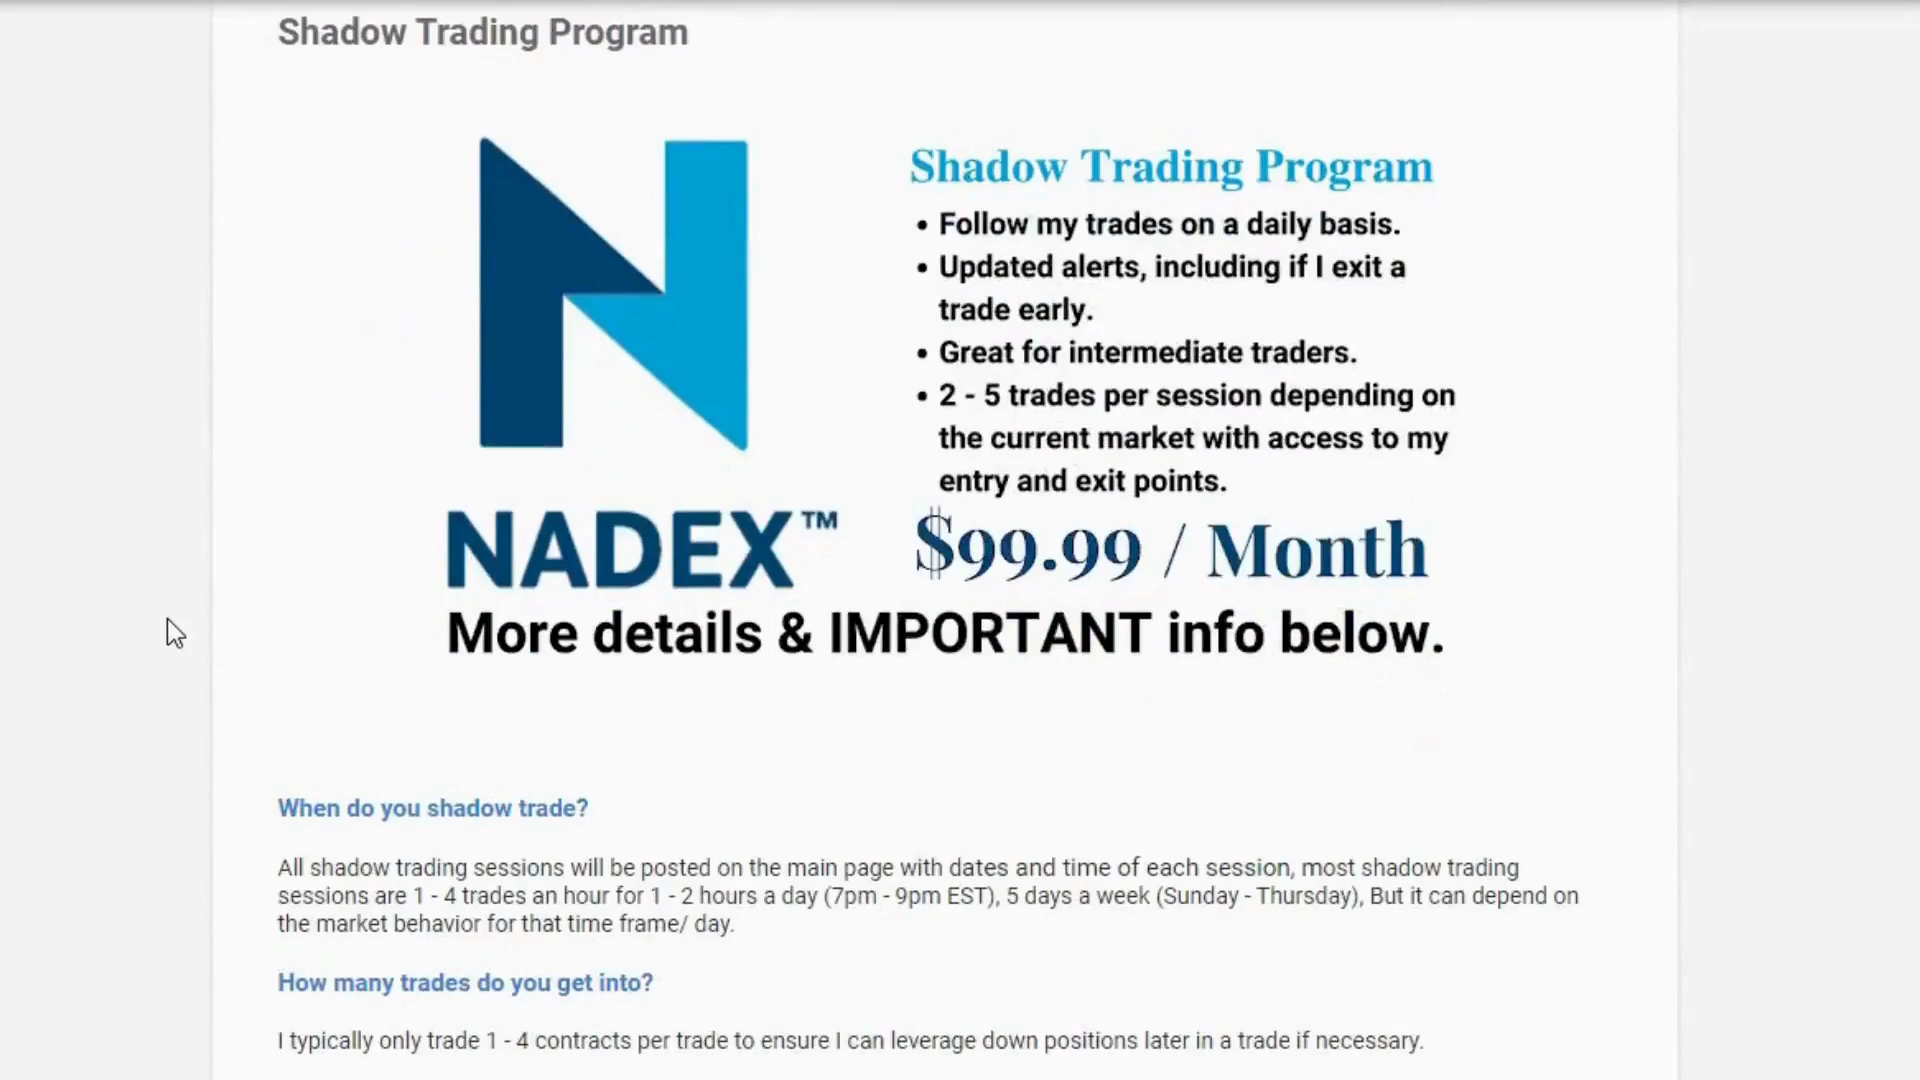 Shadow Trading Program
Shadow Trading Program
• Follow my trades on a daily basis.
• Updated alerts, including if I exit a
trade early.
• Great for intermediate traders.
• 2 - 5 trades per session depending on
the current market with access to my
entry and exit points.
NADEX™
$99.99 / Month
More details & IMPORTANT info below.
When do you shadow trade?
All shadow trading sessions will be posted on the main page with dates and time of each session, most shadow trading
sessions are 1 - 4 trades an hour for 1 - 2 hours a day (7pm - 9pm EST), 5 days a week (Sunday - Thursday), But it can depend on
the market behavior for that time frame/ day.
How many trades do you get into?
I typically only trade 1 - 4 contracts per trade to ensure I can leverage down positions later in a trade if necessary.